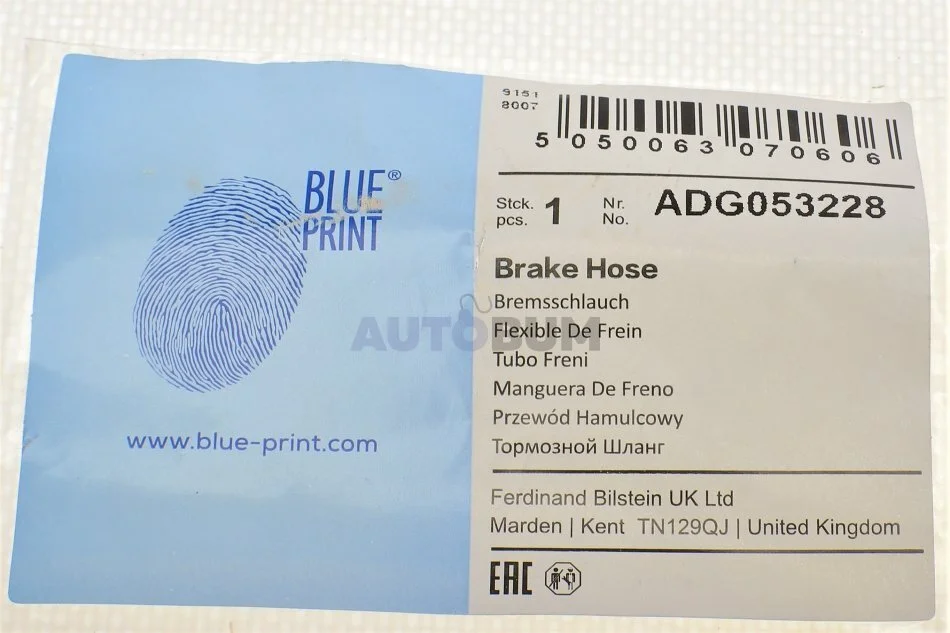 BLUE®
PRINT
www.blue-print.com
9151
8007
5 050063 070606
Stck.
pcs. 1 Nr.
No. ADG053228
Brake Hose
Bremsschlauch
Flexible De Frein
Tubo Freni
Manguera De Freno
Przewód Hamulcowy
Тормозной Шланг
Ferdinand Bilstein UK Ltd
Marden | Kent TN129QJ | United Kingdom
EAC
AUTOBUM